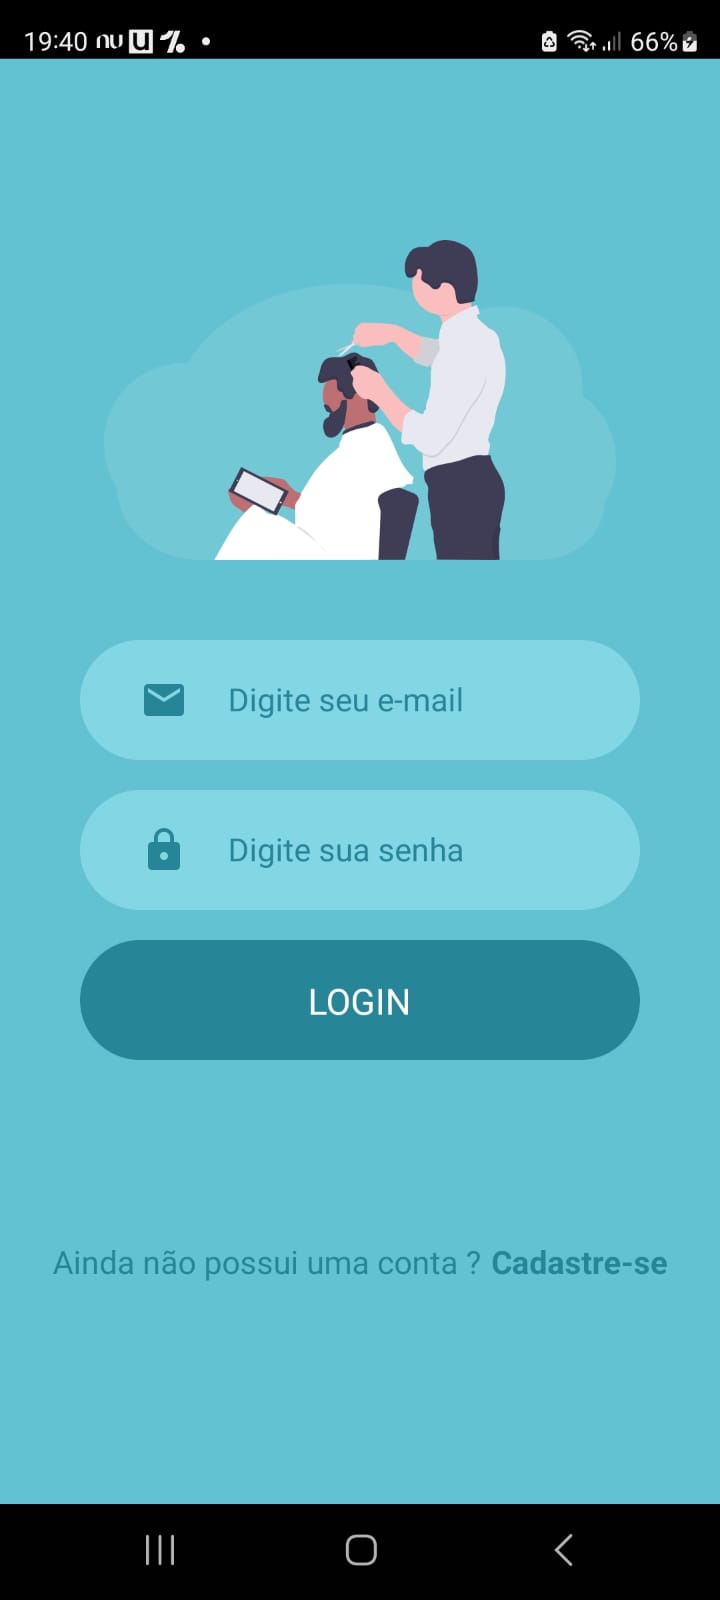 19:40 nu U 66%
Digite seu e-mail
Digite sua senha
LOGIN
Ainda não possui uma conta ? Cadastre-se